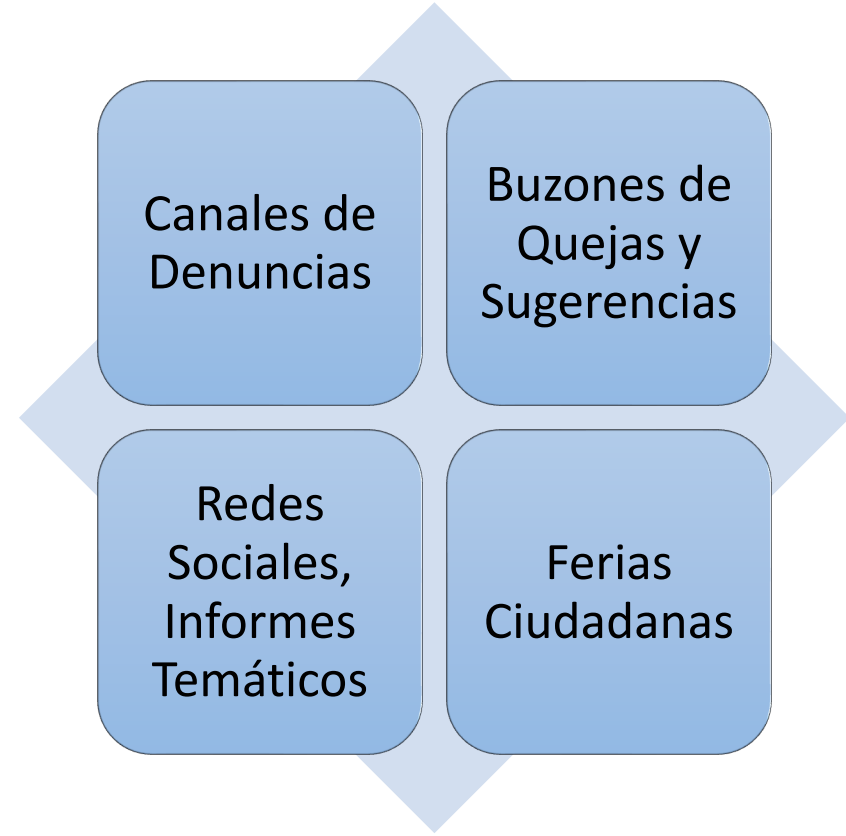 Canales de
Denuncias
Buzones de
Quejas y
Sugerencias
Redes
Sociales,
Informes
Temáticos
Ferias
Ciudadanas